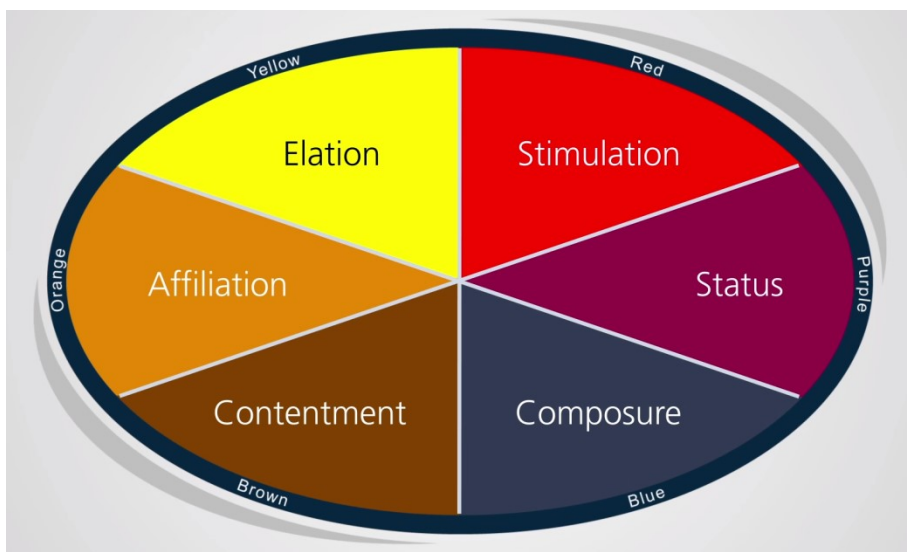 Yellow
Red
Elation
Stimulation
Orange
Affiliation
Status
Purple
Contentment
Composure
Brown
Blue